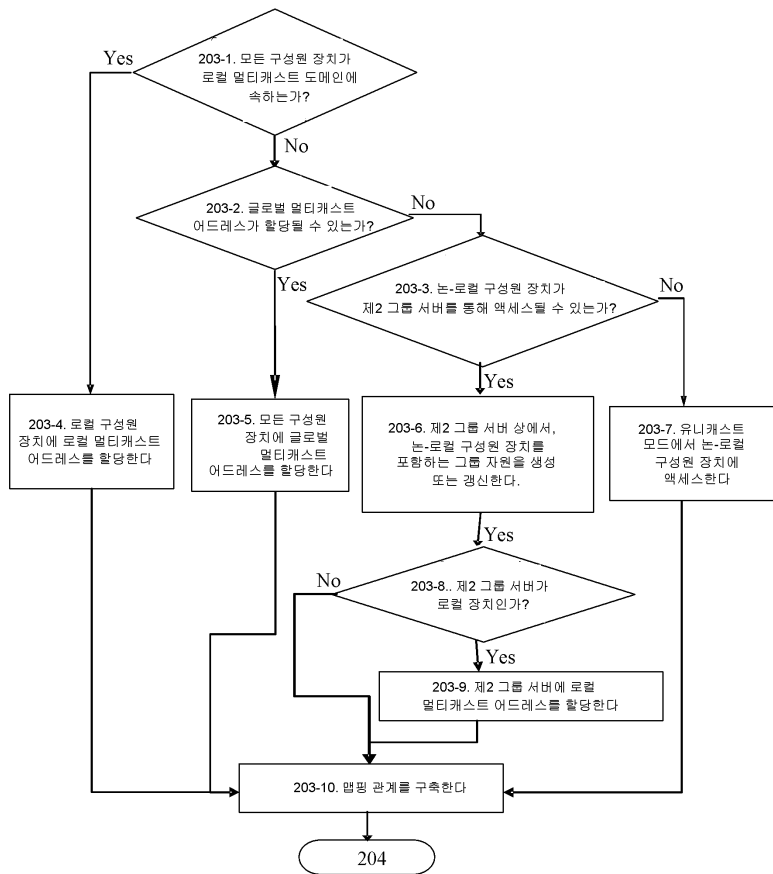 Yes
203-1. 모든 구성원 장치가
로컬 멀티캐스트 도메인에
속하는가?
No
203-2. 글로벌 멀티캐스트
어드레스가 할당될 수 있는가?
No
Yes
203-3. 논-로컬 구성원 장치가
제2 그룹 서버를 통해 액세스될 수 있는가?
No
Yes
203-4. 로컬 구성원
장치에 로컬 멀티캐스트
어드레스를 할당한다
203-5. 모든 구성원
장치에 글로벌
멀티캐스트
어드레스를 할당한다
203-6. 제2 그룹 서버 상에서,
논-로컬 구성원 장치를
포함하는 그룹 자원을 생성
또는 갱신한다.
203-7. 유니캐스트
모드에서 논-로컬
구성원 장치에
액세스한다
Yes
No
203-8.. 제2 그룹 서버가
로컬 장치인가?
Yes
203-9. 제2 그룹 서버에 로컬
멀티캐스트 어드레스를 할당한다
203-10. 맵핑 관계를 구축한다
204